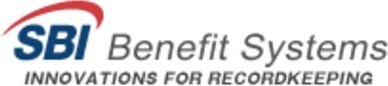 SBI Benefit Systems
INNOVATIONS FOR RECORDKEEPING